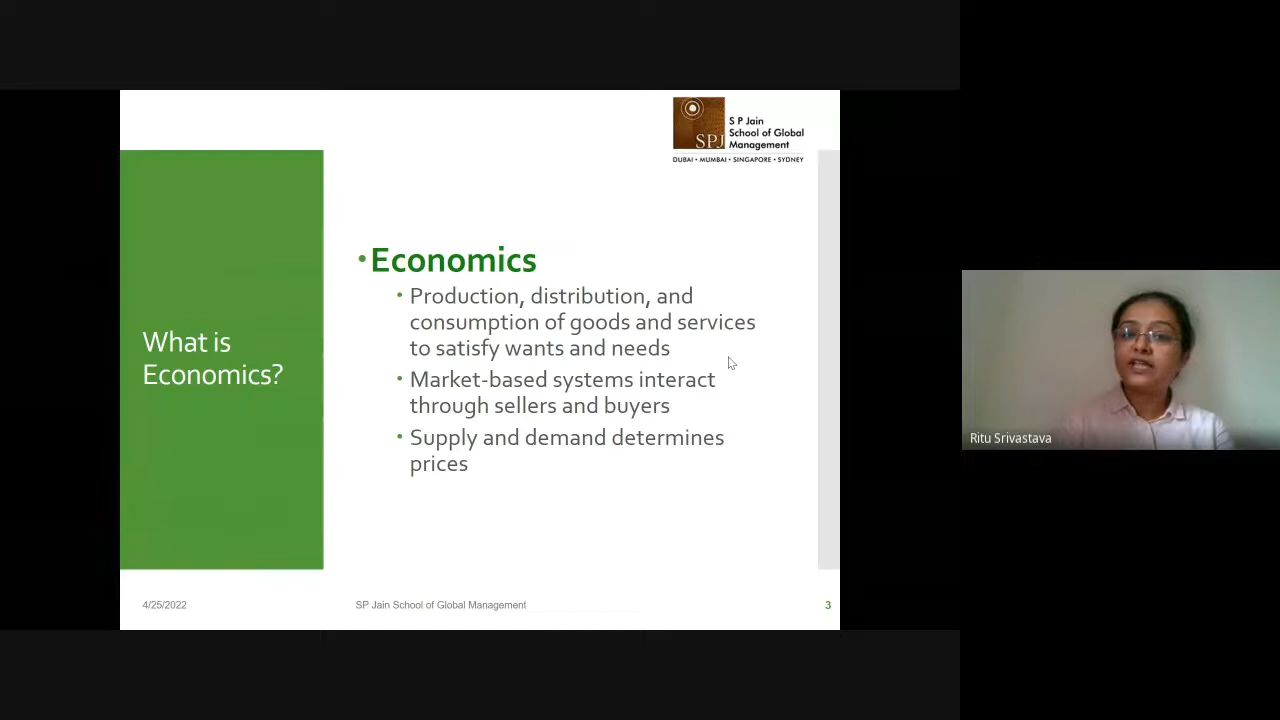 S P Jain
School of Global
Management
SPJ
DUBAI • MUMBAI • SINGAPORE • SYDNEY
What is
Economics?
•Economics
• Production, distribution, and
consumption of goods and services
to satisfy wants and needs
• Market-based systems interact
through sellers and buyers
• Supply and demand determines
prices
Ritu Srivastava
4/25/2022
SP Jain School of Global Management
3